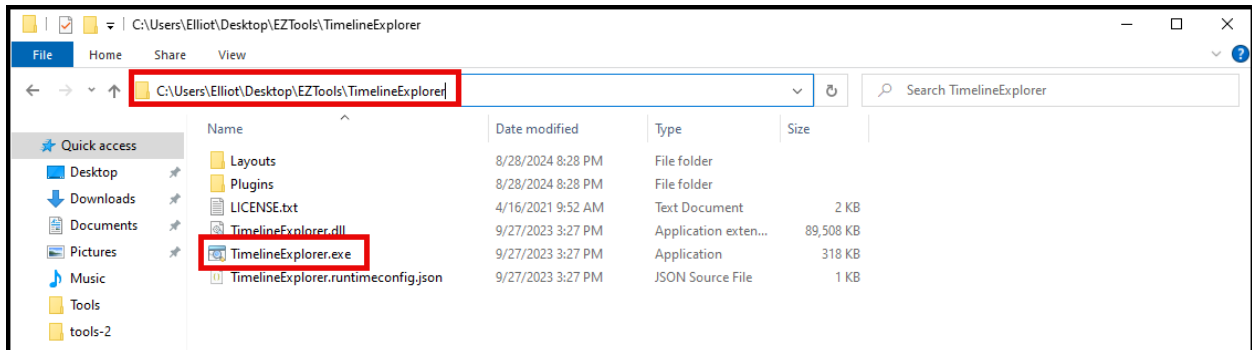 C:\Users\Elliot\Desktop\EZTools\TimelineExplorer
File Home Share View
C:\Users\Elliot\Desktop\EZTools\TimelineExplorer Search TimelineExplorer
Name Date modified Type Size
Quick access
Layouts 8/28/2024 8:28 PM File folder
Desktop
Plugins 8/28/2024 8:28 PM File folder
Downloads
LICENSE.txt 4/16/2021 9:52 AM Text Document 2 KB
Documents
TimelineExplorer.dll 9/27/2023 3:27 PM Application exten... 89,508 KB
Pictures
TimelineExplorer.exe 9/27/2023 3:27 PM Application 318 KB
Music
TimelineExplorer.runtimeconfig.json 9/27/2023 3:27 PM JSON Source File 1 KB
Tools
tools-2